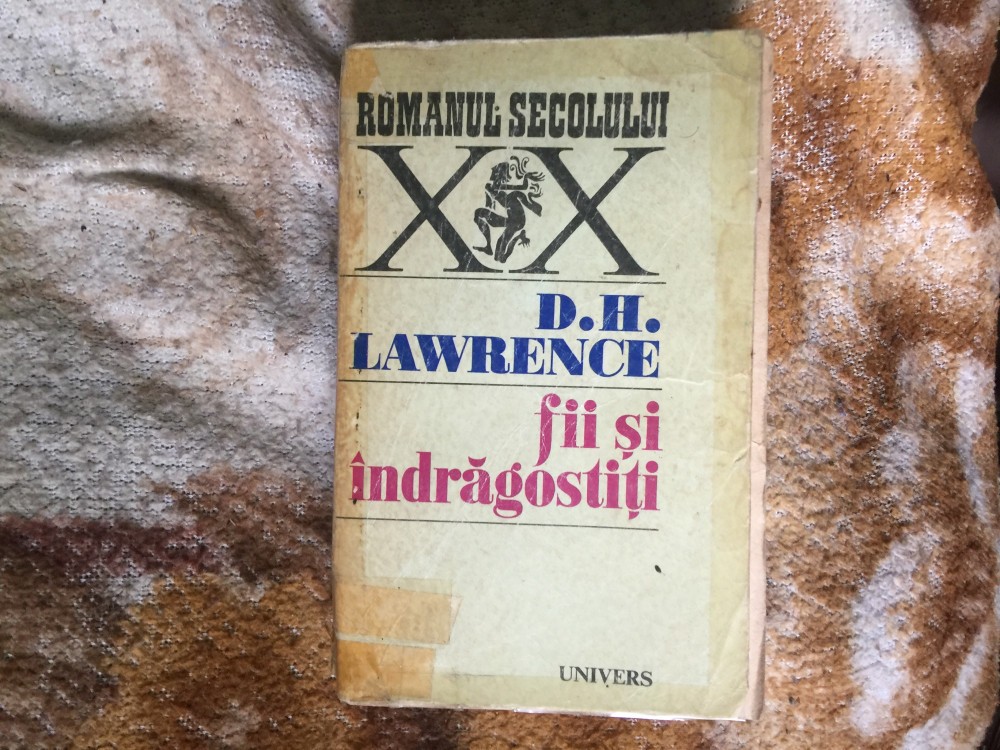 ROMANUL SECOLULUI
XX
D.H.
LAWRENCE
fii și
îndrăgostiți
UNIVERS